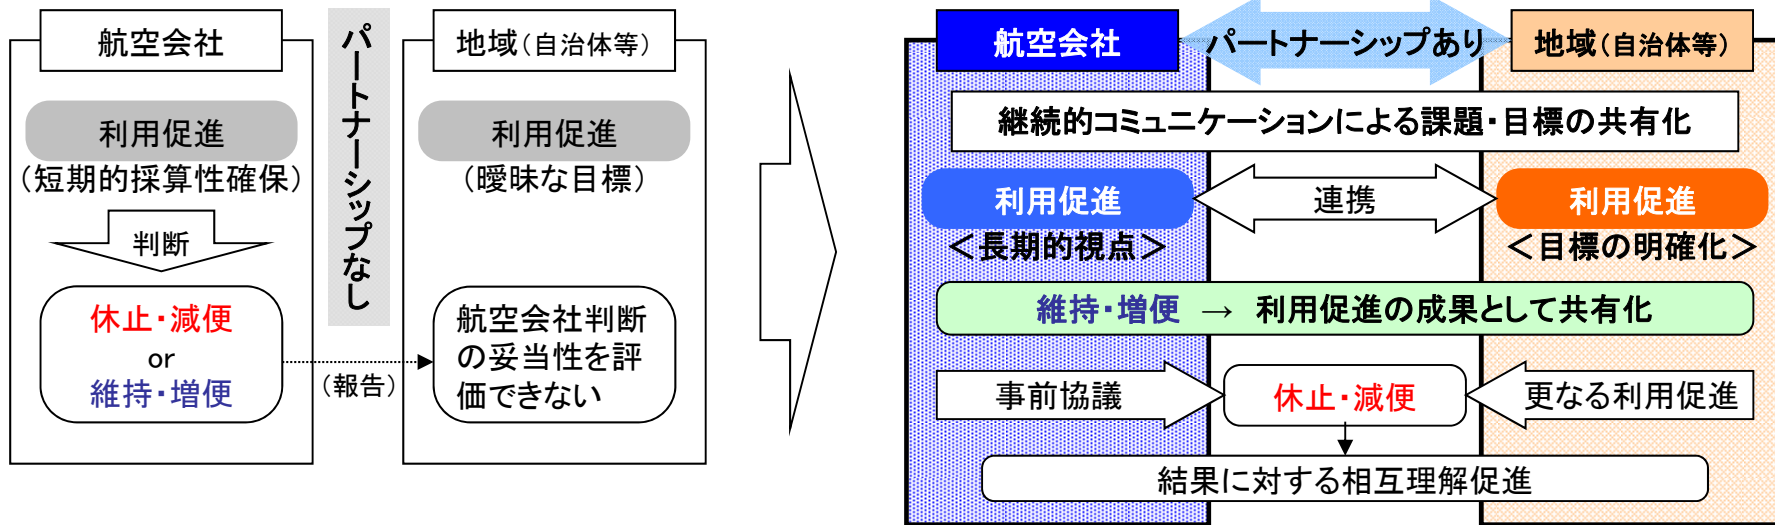 航空会社
利用促進
(短期的採算性確保)
判断
休止・減便
or
維持・増便
パートナーシップなし
(報告)
地域(自治体等)
利用促進
(曖昧な目標)
航空会社判断
の妥当性を評
価できない
航空会社
パートナーシップあり
地域(自治体等)
継続的コミュニケーションによる課題・目標の共有化
利用促進
連携
利用促進
<長期的視点>
<目標の明確化>
維持・増便 → 利用促進の成果として共有化
事前協議
休止・減便
更なる利用促進
結果に対する相互理解促進